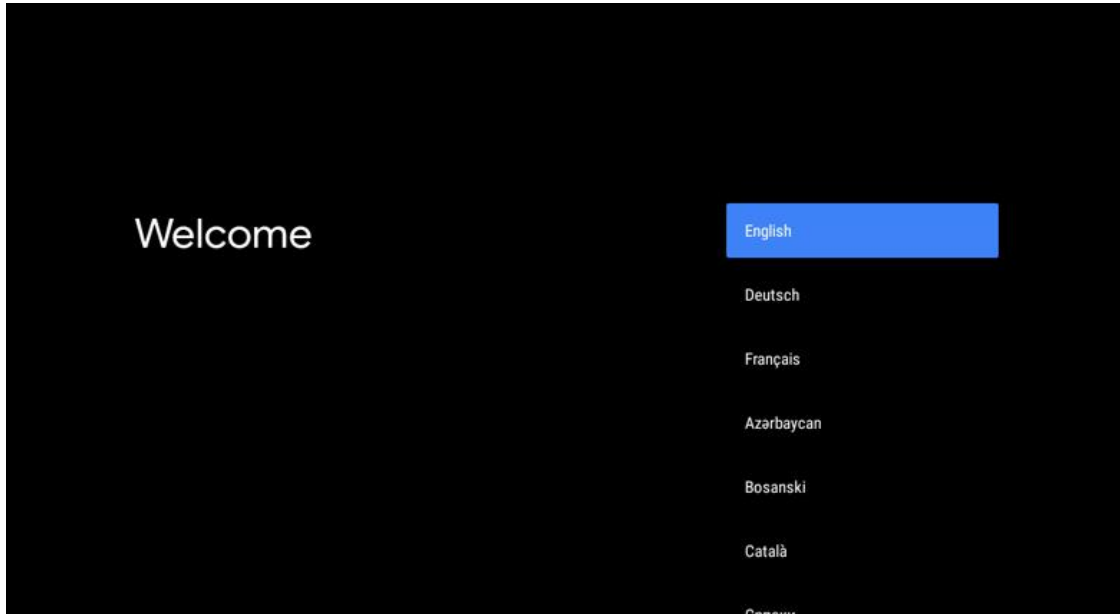 Welcome
English
Deutsch
Français
Azərbaycan
Bosanski
Català